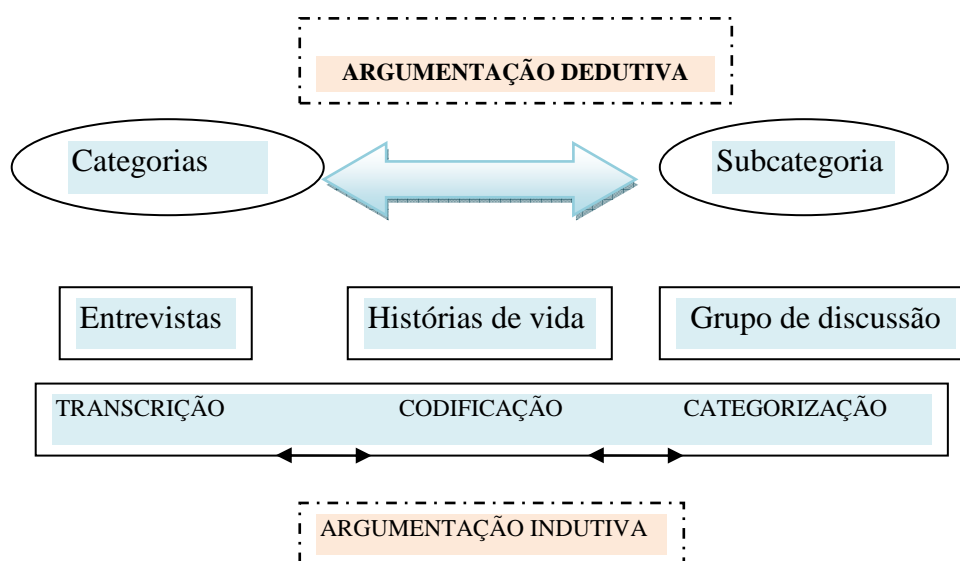 ARGUMENTAÇÃO DEDUTIVA
Categorias
Subcategoria
Entrevistas
Histórias de vida
Grupo de discussão
TRANSCRIÇÃO
CODIFICAÇÃO
CATEGORIZAÇÃO
ARGUMENTAÇÃO INDUTIVA